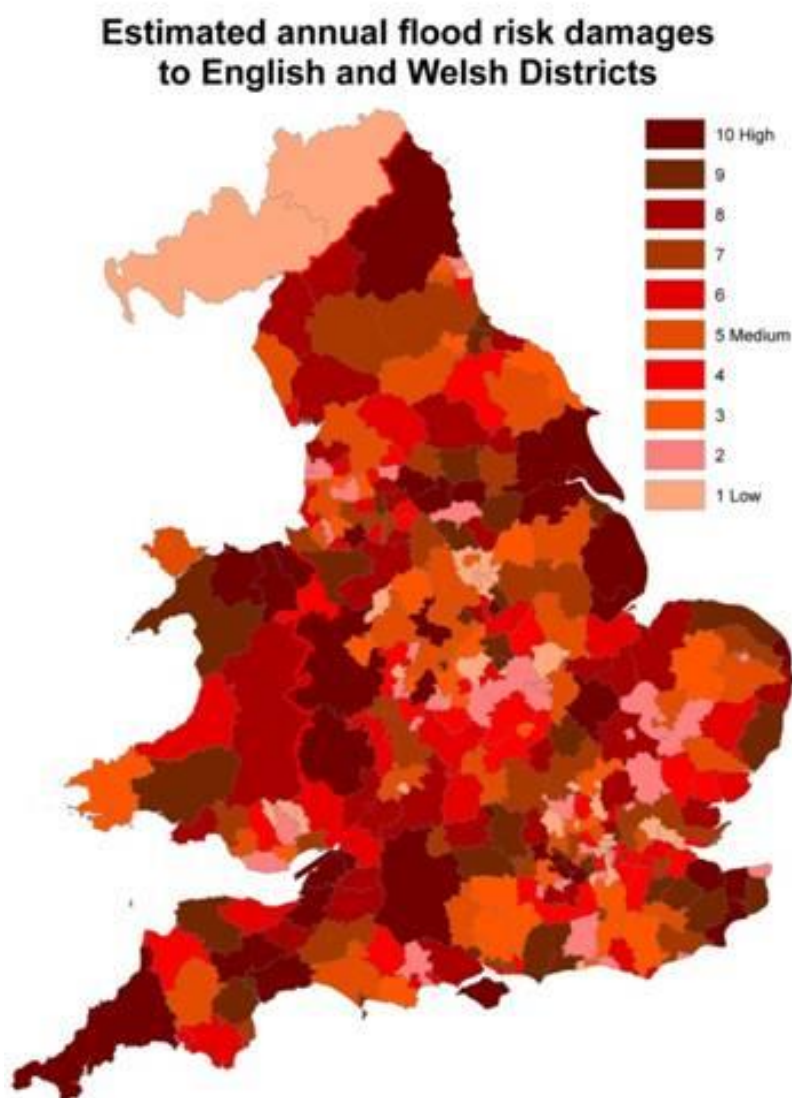 Estimated annual flood risk damages
to English and Welsh Districts
10 High
9
8
7
6
5 Medium
4
3
2
1 Low